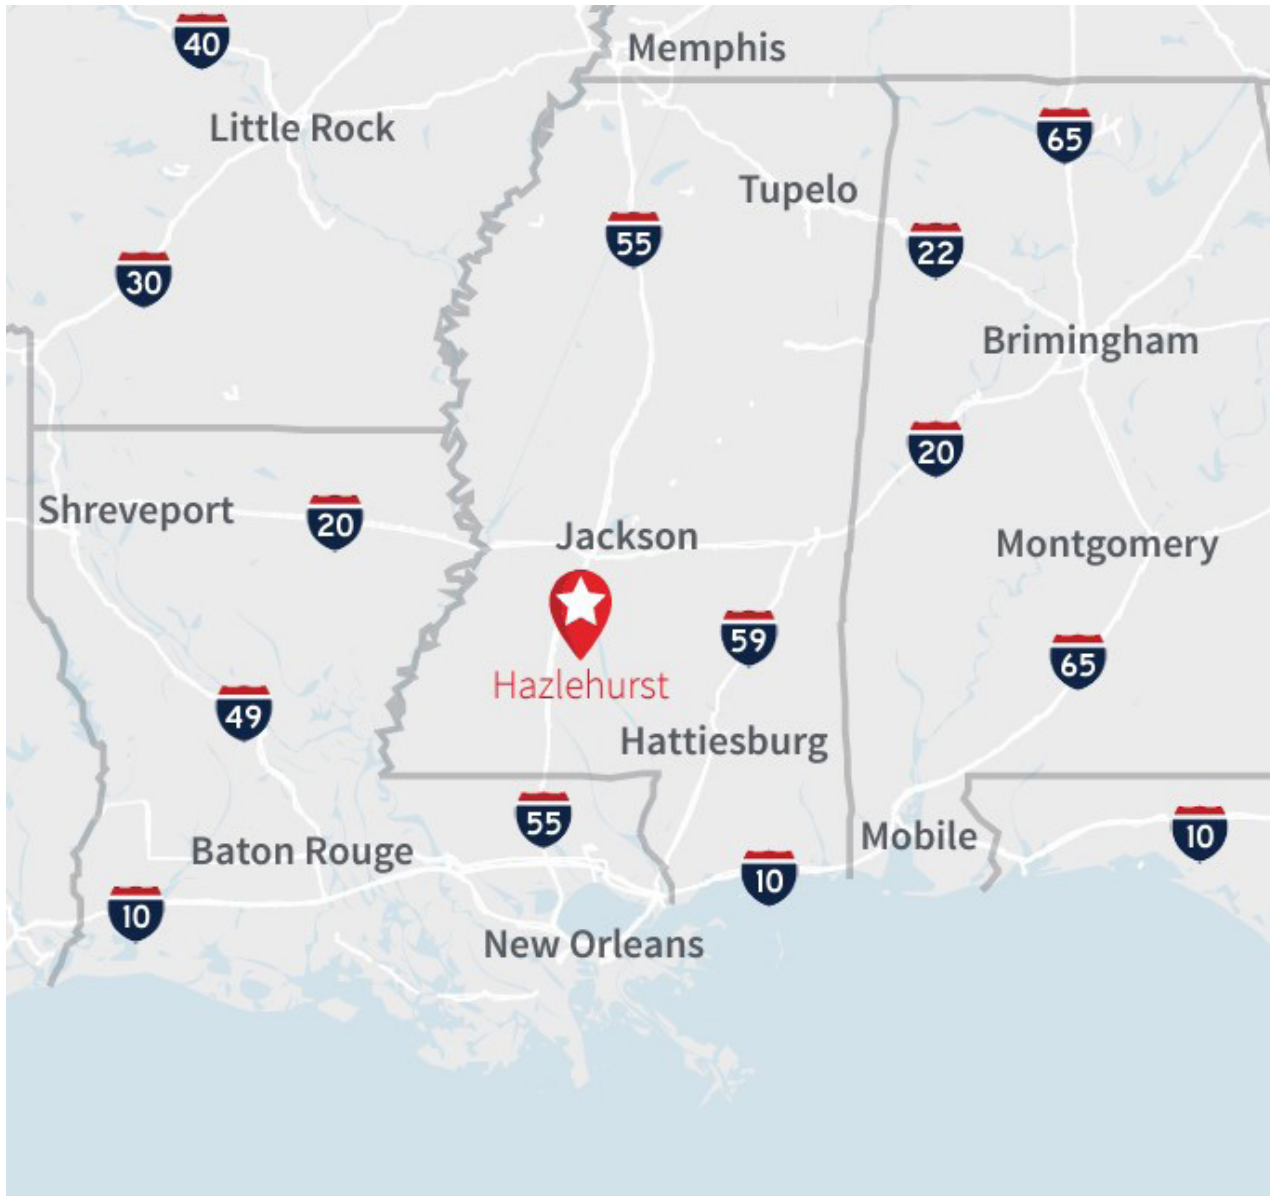 40
Memphis
Little Rock
65
Tupelo
55
22
30
Brimingham
20
Shreveport
20
Jackson
Montgomery
59
65
Hazlehurst
49
Hattiesburg
55
10
Mobile
10
Baton Rouge
10
New Orleans